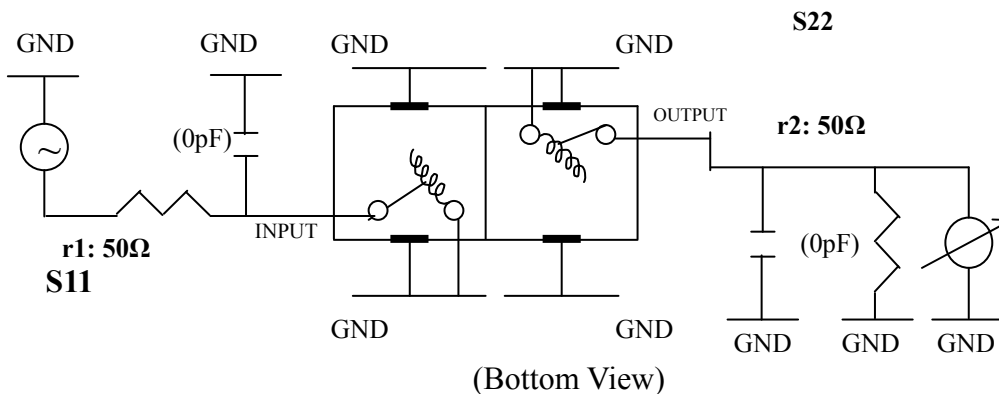 S22
GND
GND
GND
GND
(0pF)
OUTPUT
r2: 50Ω
~
INPUT
r1: 50Ω
S11
(0pF)
GND
GND
GND
GND
GND
(Bottom View)